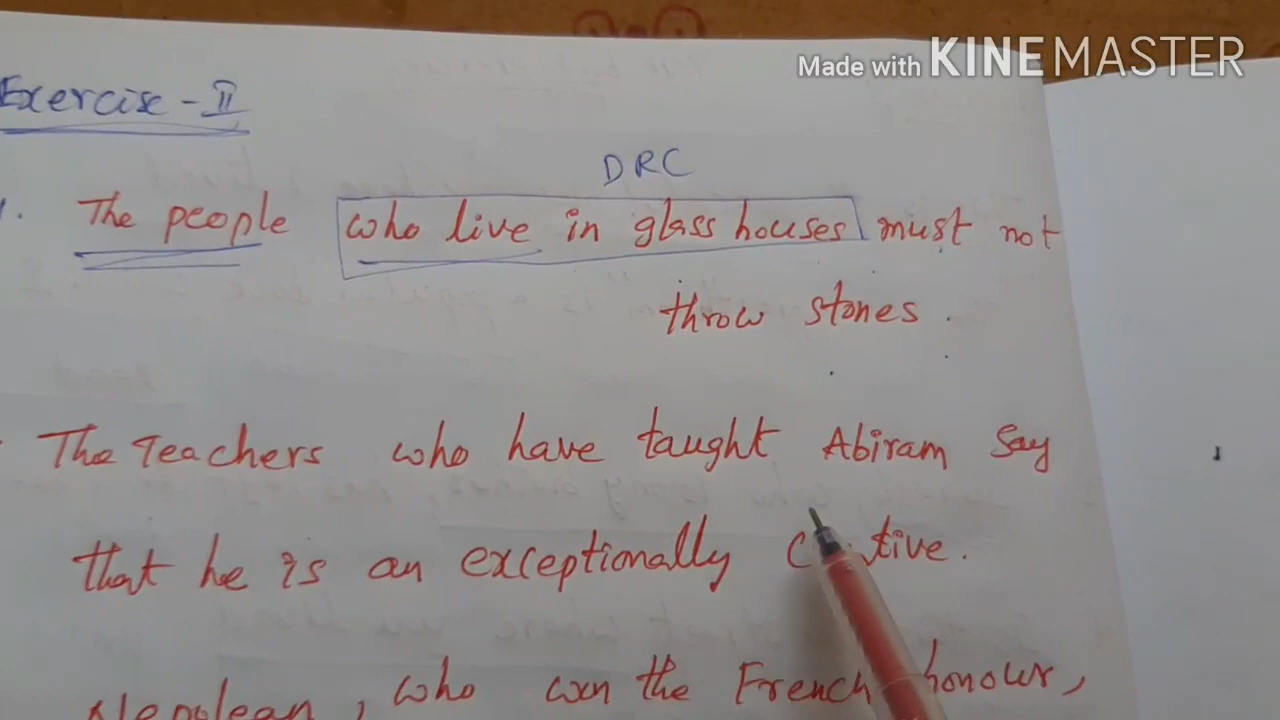 Made with KINEMASTER
Exercise - II
DRC
1. The people who live in glass houses must not
throw stones.
The Teachers who have taught Abiram Say
that he is an exceptionally
who won the French honour,